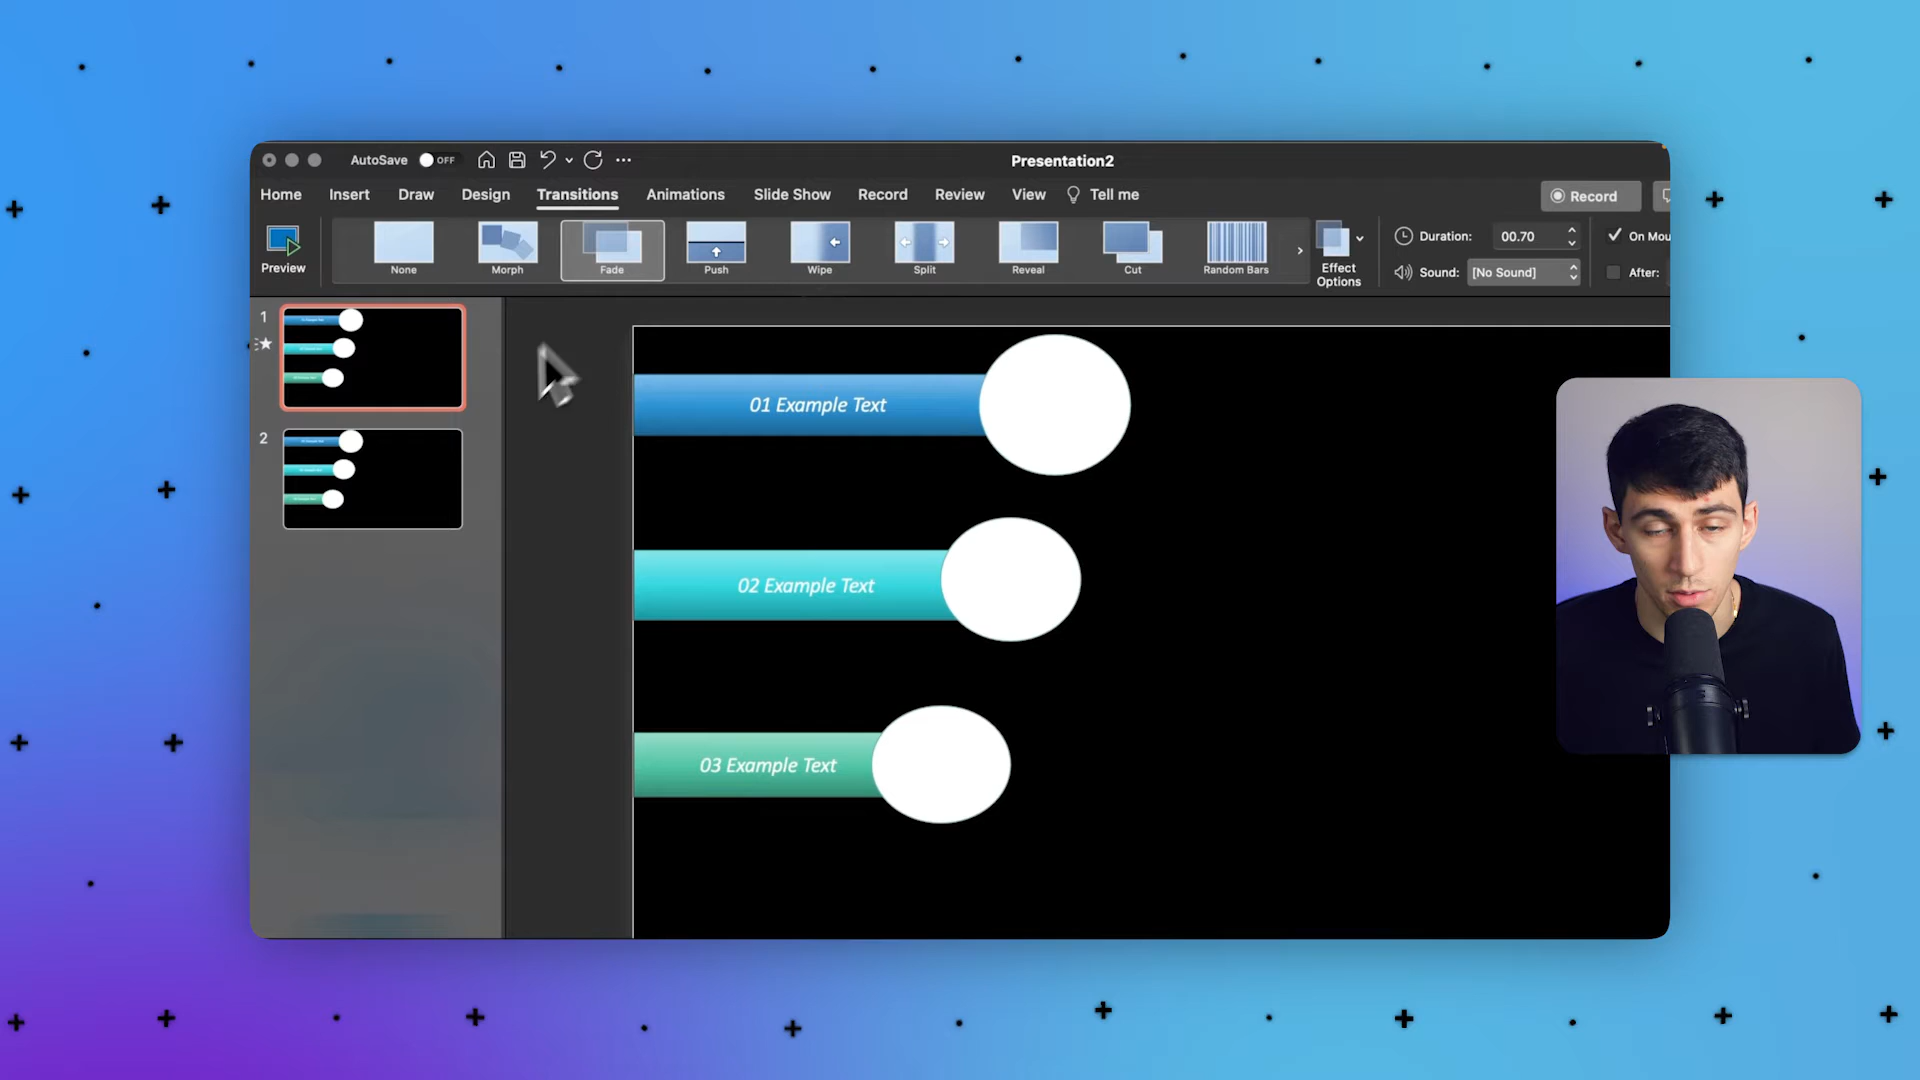 AutoSave OFF
Presentation2
Home Insert Draw Design Transitions Animations Slide Show Record Review View Tell me
Record
Preview
None Morph Fade Push Wipe Split Reveal Cut Random Bars
Effect
Options
Duration: 00.70
On Mou
Sound: [No Sound]
After:
1
2
01 Example Text
02 Example Text
03 Example Text